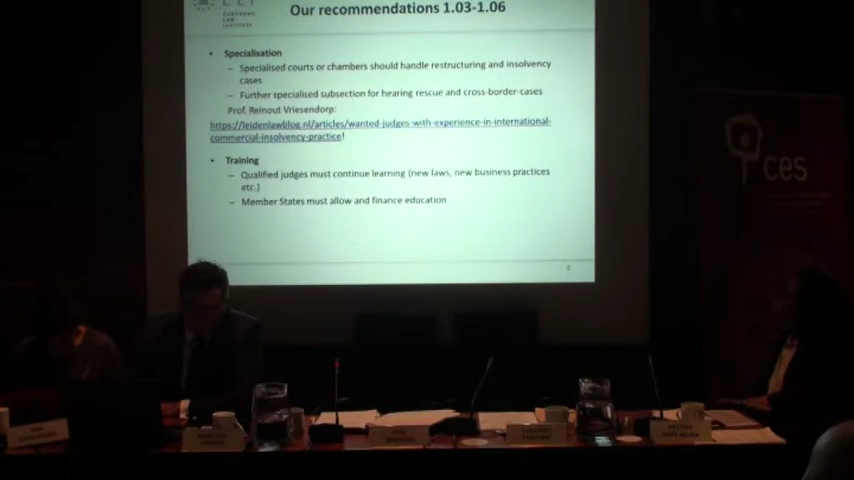 Our recommendations 1.03-1.06
EUROPEAN
LAW
INSTITUTE
• Specialisation
– Specialised courts or chambers should handle restructuring and insolvency
cases
– Further specialised subsection for hearing rescue and cross-border-cases
Prof. Reinout Vriesendorp:
https://leidenlawblog.nl/articles/wanted-judges-with-experience-in-international-
commercial-insolvency-practice!
• Training
– Qualified judges must continue learning (new laws, new business practices
etc.)
– Member States must allow and finance education
ces